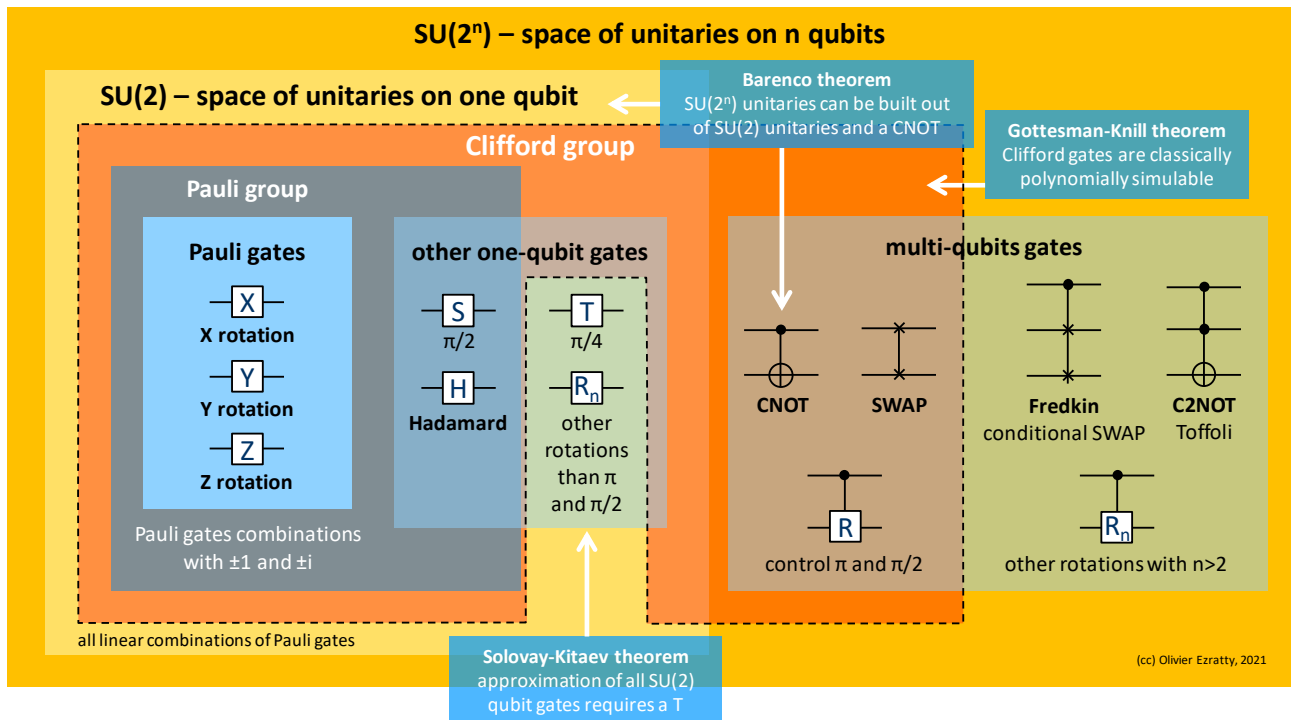 SU(2ⁿ) – space of unitaries on n qubits
SU(2) – space of unitaries on one qubit
Barenco theorem
SU(2ⁿ) unitaries can be built out
of SU(2) unitaries and a CNOT
Gottesman-Knill theorem
Clifford gates are classically
polynomially simulable
Clifford group
Pauli group
Pauli gates
X
X rotation
Y
Y rotation
Z
Z rotation
Pauli gates combinations
with ±1 and ±i
other one-qubit gates
S
π/2
H
Hadamard
T
π/4
Rₙ
other
rotations
than π
and π/2
multi-qubits gates
CNOT
SWAP
Fredkin
conditional SWAP
C2NOT
Toffoli
R
control π and π/2
Rₙ
other rotations with n>2
all linear combinations of Pauli gates
Solovay-Kitaev theorem
approximation of all SU(2)
qubit gates requires a T
(cc) Olivier Ezratty, 2021